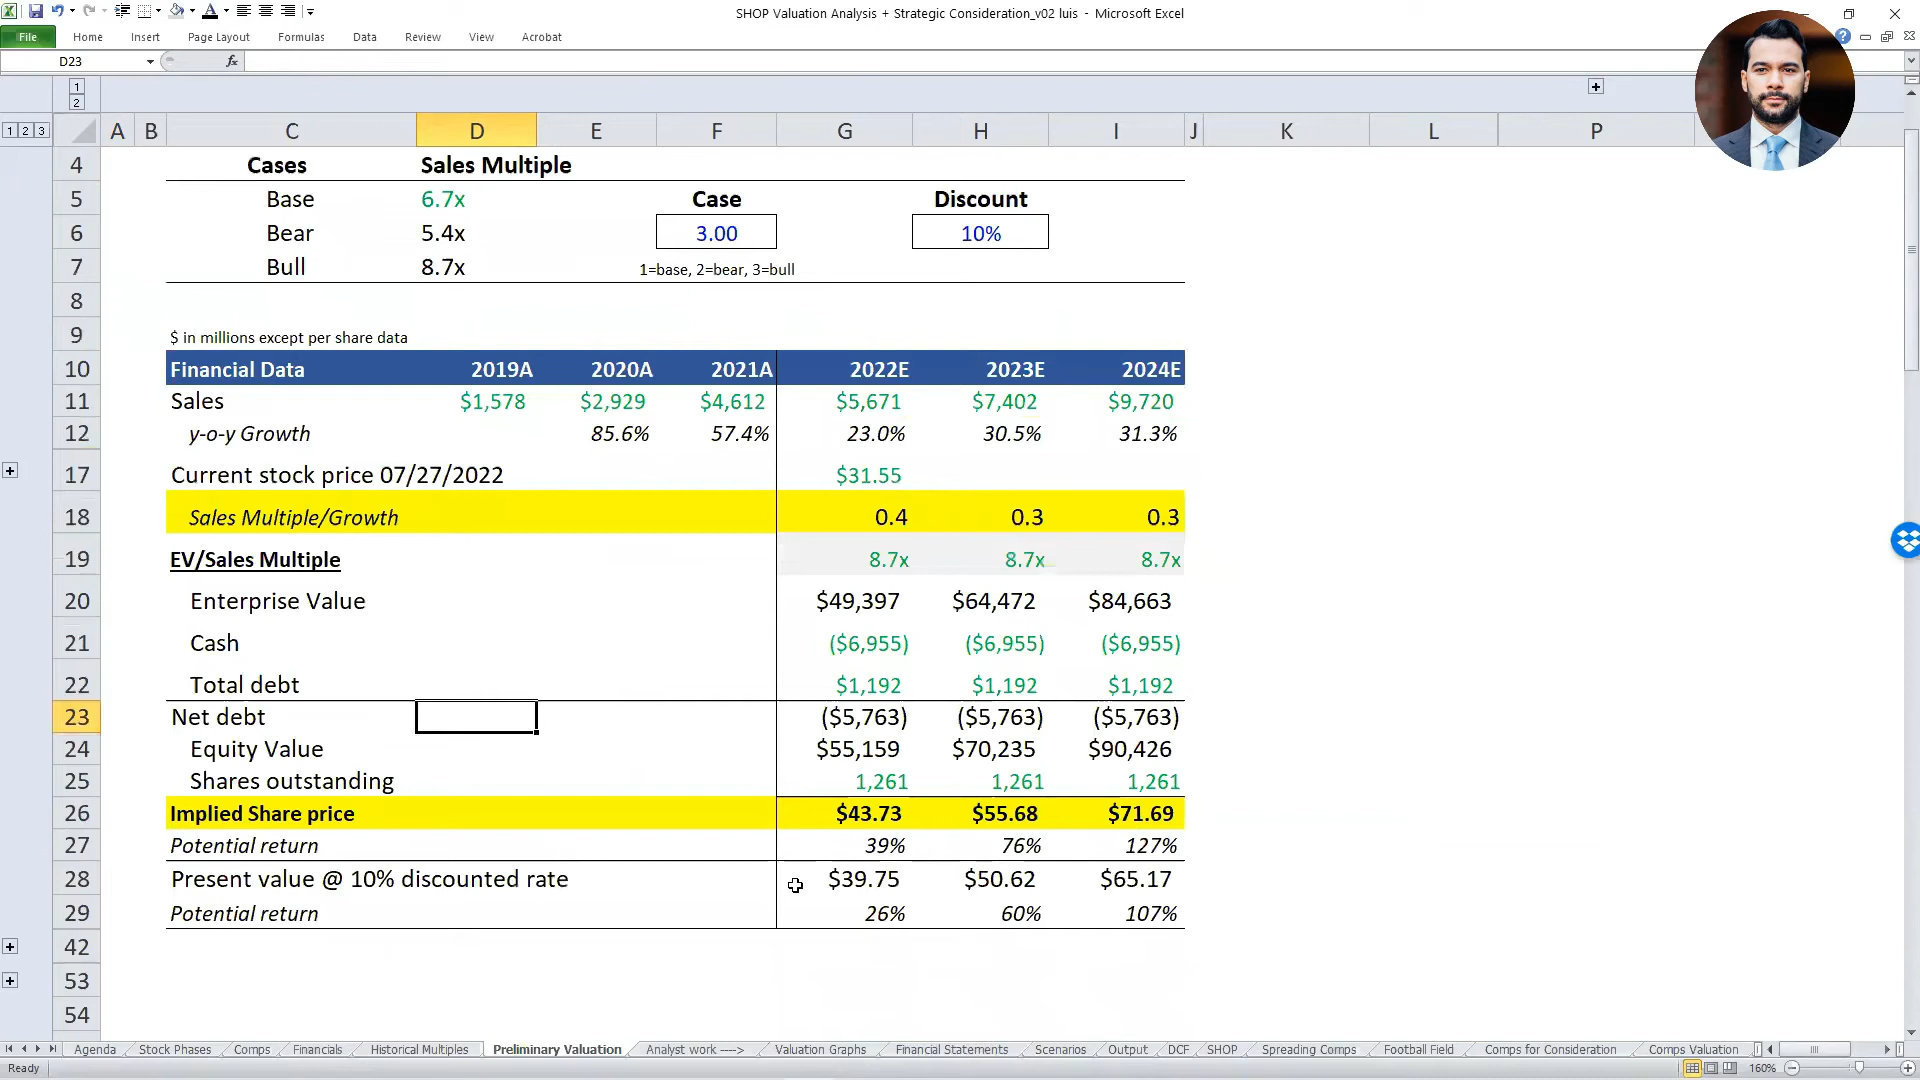 SHOP Valuation Analysis + Strategic Consideration_v02 luis - Microsoft Excel
File Home Insert Page Layout Formulas Data Review View Acrobat
D23 fx
1
2
1 2 3 A B C D E F G H I J K L P
4 Cases Sales Multiple
5 Base 6.7x Case Discount
6 Bear 5.4x 3.00 10%
7 Bull 8.7x 1=base, 2=bear, 3=bull
8
9 $ in millions except per share data
10 Financial Data 2019A 2020A 2021A 2022E 2023E 2024E
11 Sales $1,578 $2,929 $4,612 $5,671 $7,402 $9,720
12 y-o-y Growth 85.6% 57.4% 23.0% 30.5% 31.3%
17 Current stock price 07/27/2022 $31.55
18 Sales Multiple/Growth 0.4 0.3 0.3
19 EV/Sales Multiple 8.7x 8.7x 8.7x
20 Enterprise Value $49,397 $64,472 $84,663
21 Cash ($6,955) ($6,955) ($6,955)
22 Total debt $1,192 $1,192 $1,192
23 Net debt ($5,763) ($5,763) ($5,763)
24 Equity Value $55,159 $70,235 $90,426
25 Shares outstanding 1,261 1,261 1,261
26 Implied Share price $43.73 $55.68 $71.69
27 Potential return 39% 76% 127%
28 Present value @ 10% discounted rate $39.75 $50.62 $65.17
29 Potential return 26% 60% 107%
42
53
54
Agenda Stock Phases Comps Financials Historical Multiples Preliminary Valuation Analyst work ----> Valuation Graphs Financial Statements Scenarios Output DCF SHOP Spreading Comps Football Field Comps for Consideration Comps Valuation
Ready 160%